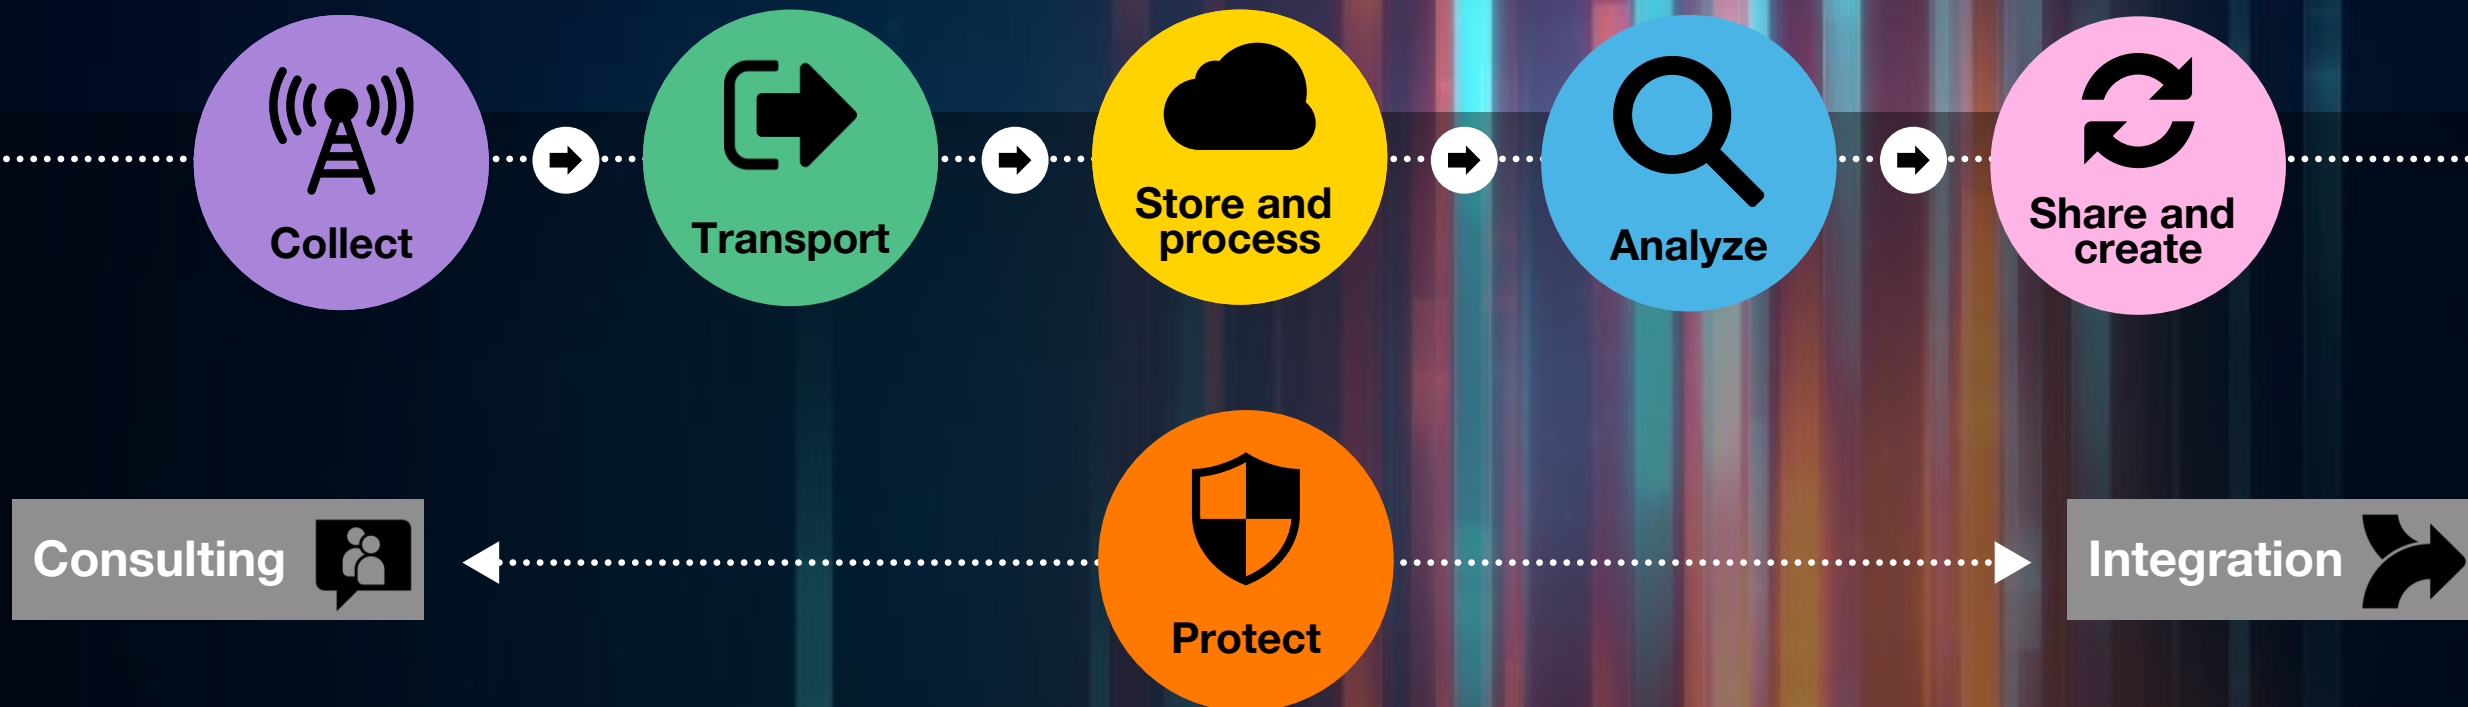 Collect
Transport
Store and
process
Analyze
Share and
create
Consulting
Protect
Integration